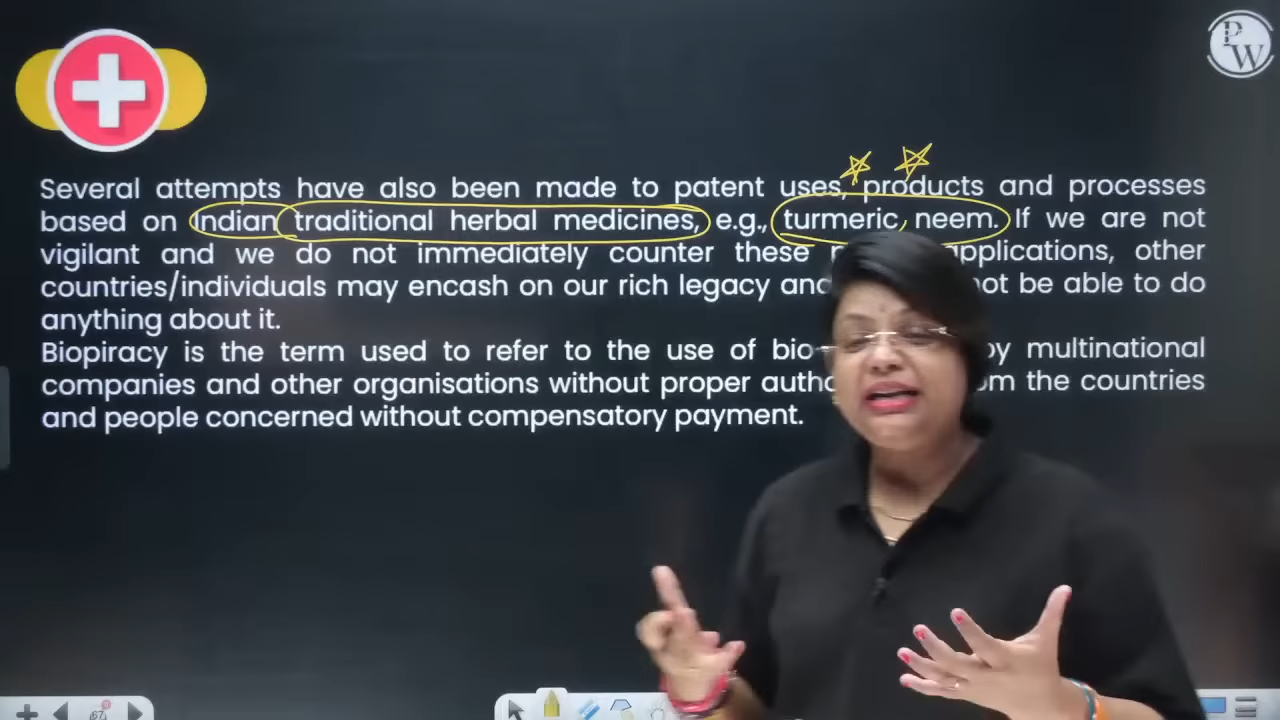 PW
Several attempts have also been made to patent uses, products and processes
based on Indian traditional herbal medicines, e.g., turmeric, neem. If we are not
vigilant and we do not immediately counter these applications, other
countries/individuals may encash on our rich legacy and not be able to do
anything about it.
Biopiracy is the term used to refer to the use of bio by multinational
companies and other organisations without proper the countries
and people concerned without compensatory payment.
67